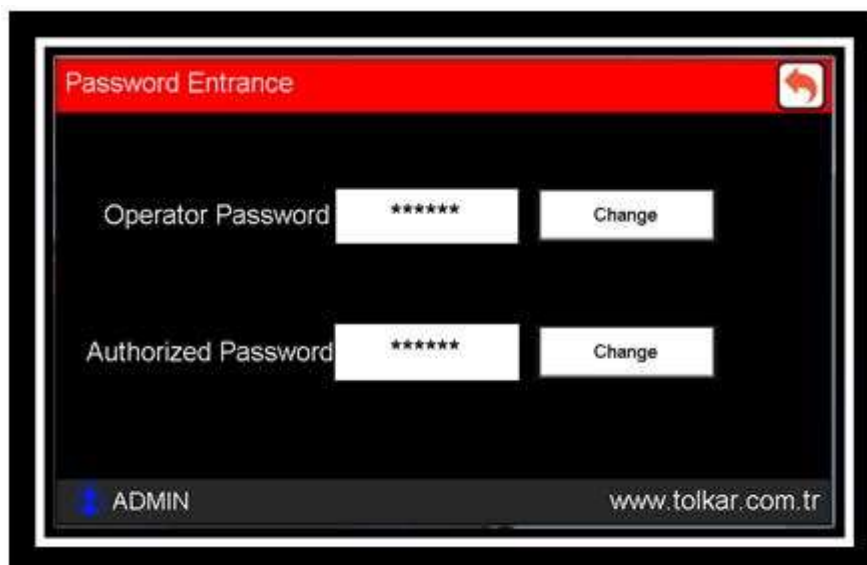 Password Entrance
Operator Password ****** Change
Authorized Password ****** Change
ADMIN www.tolkar.com.tr